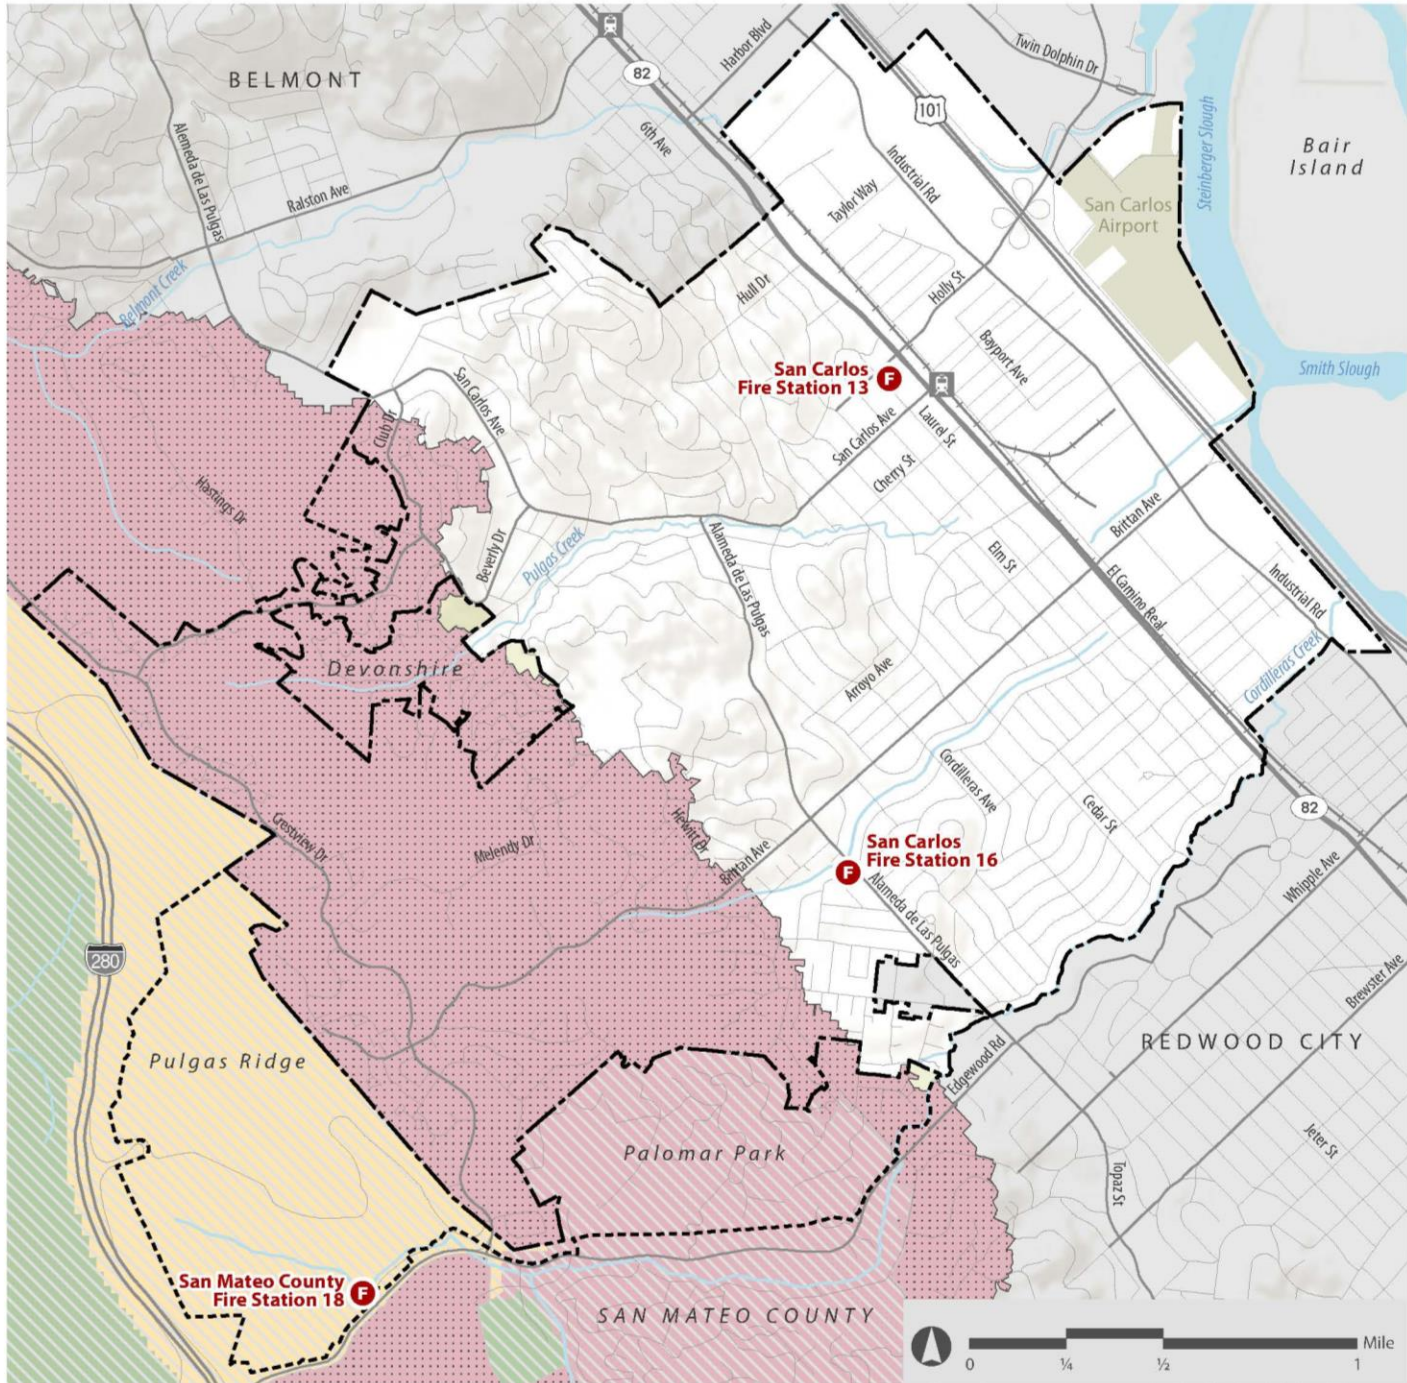 BELMONT
82
Harbor Blvd
Twin Dolphin Dr
101
Steinberger Slough
Bair
Island
Alameda de Las Pulgas
6th Ave
Industrial Rd
Ralston Ave
Taylor Way
San Carlos
Airport
Belmont Creek
Hull Dr
Holly St
Bayport Ave
Smith Slough
San Carlos
Fire Station 13
F
San Carlos Ave
Laurel St
San Carlos Ave
Club Dr
Cherry St
Hastings Dr
Brittan Ave
Beverly Dr
Pulgas Creek
Alameda de Las Pulgas
Elm St
El Camino Real
Industrial Rd
Devonshire
Arroyo Ave
Cordilleras Creek
Cordilleras Ave
Cedar St
82
Crestview Dr
Melendy Dr
Hewitt Dr
Brittan Ave
San Carlos
Fire Station 16
F
Whipple Ave
Alameda de Las Pulgas
280
Brewster Ave
Pulgas Ridge
REDWOOD CITY
Edgewood Rd
Palomar Park
Jeter St
Topaz St
San Mateo County
Fire Station 18
F
SAN MATEO COUNTY
Mile
0
¼
½
1